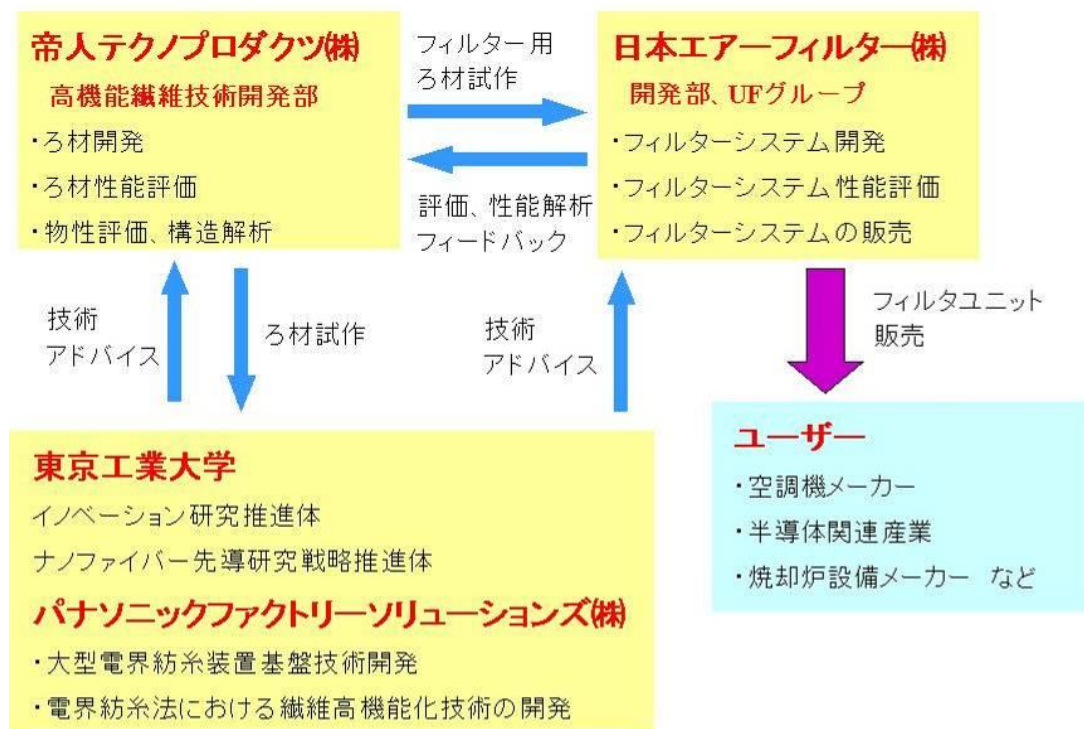 帝人テクノプロダクツ㈱
高機能繊維技術開発部
・ろ材開発
・ろ材性能評価
・物性評価、構造解析
フィルター用
ろ材試作
評価、性能解析
フィードバック
日本エアーフィルター㈱
開発部、UFグループ
・フィルターシステム開発
・フィルターシステム性能評価
・フィルターシステムの販売
技術
アドバイス
ろ材試作
技術
アドバイス
フィルタユニット
販売
東京工業大学
イノベーション研究推進体
ナノファイバー先導研究戦略推進体
パナソニックファクトリーソリューションズ㈱
・大型電界紡糸装置基盤技術開発
・電界紡糸法における繊維高機能化技術の開発
ユーザー
・空調機メーカー
・半導体関連産業
・焼却炉設備メーカー など